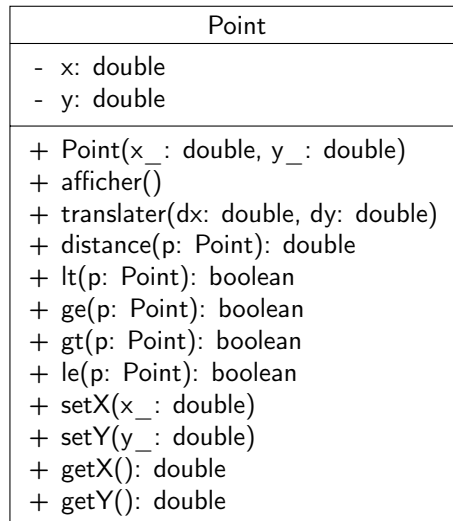 Point
- x: double
- y: double
+ Point(x_: double, y_: double)
+ afficher()
+ translater(dx: double, dy: double)
+ distance(p: Point): double
+ lt(p: Point): boolean
+ ge(p: Point): boolean
+ gt(p: Point): boolean
+ le(p: Point): boolean
+ setX(x_: double)
+ setY(y_: double)
+ getX(): double
+ getY(): double